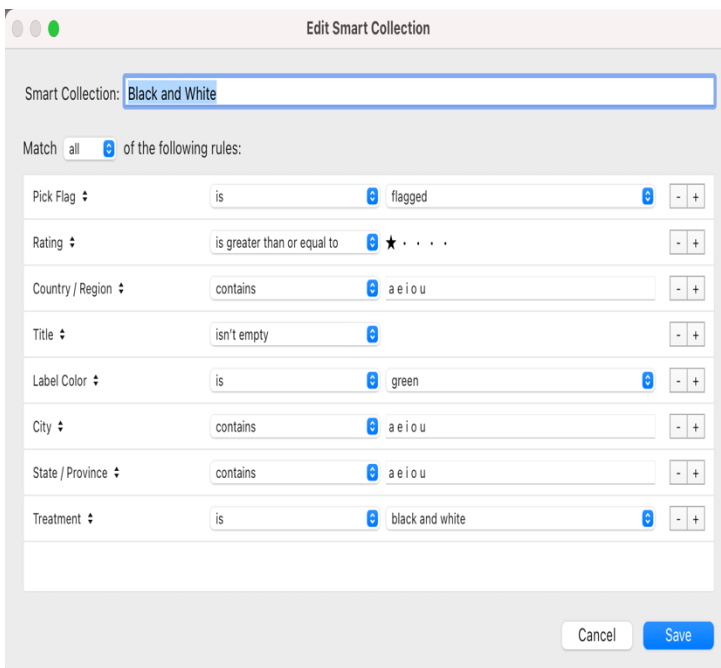 Edit Smart Collection
Smart Collection: Black and White
Match all of the following rules:
Pick Flag is flagged - +
Rating is greater than or equal to ★ · · · · - +
Country / Region contains a e i o u - +
Title isn't empty - +
Label Color is green - +
City contains a e i o u - +
State / Province contains a e i o u - +
Treatment is black and white - +
Cancel Save